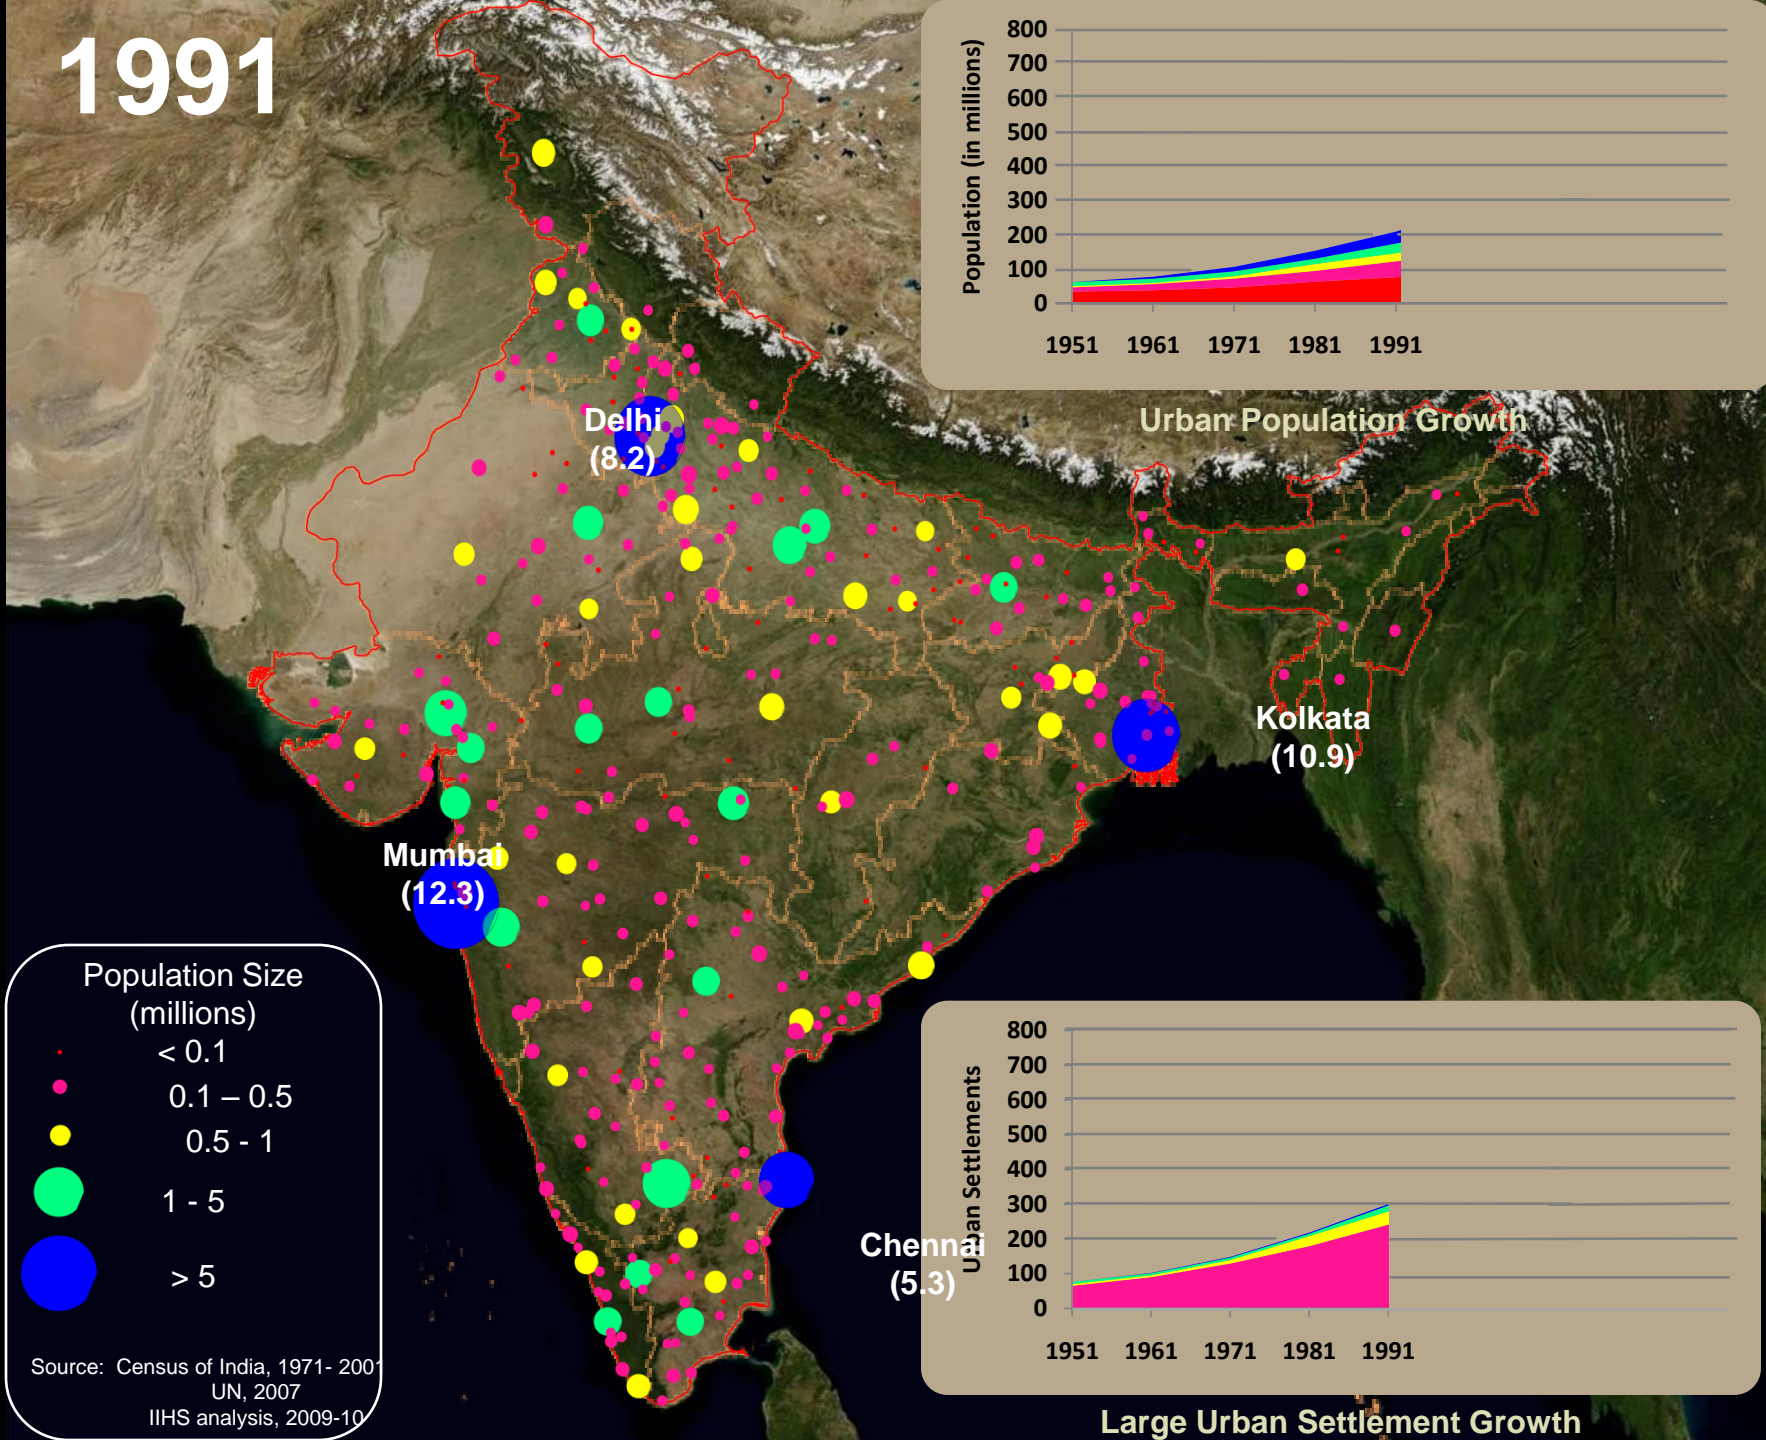 1991
800
700
600
500
400
300
200
100
0
Population (in millions)
1951 1961 1971 1981 1991
Urban Population Growth
Delhi
(8.2)
Kolkata
(10.9)
Mumbai
(12.3)
Chennai
(5.3)
Population Size
(millions)
< 0.1
0.1 – 0.5
0.5 - 1
1 - 5
> 5
Source: Census of India, 1971- 2001
UN, 2007
IIHS analysis, 2009-10
800
700
600
500
400
300
200
100
0
Urban Settlements
1951 1961 1971 1981 1991
Large Urban Settlement Growth